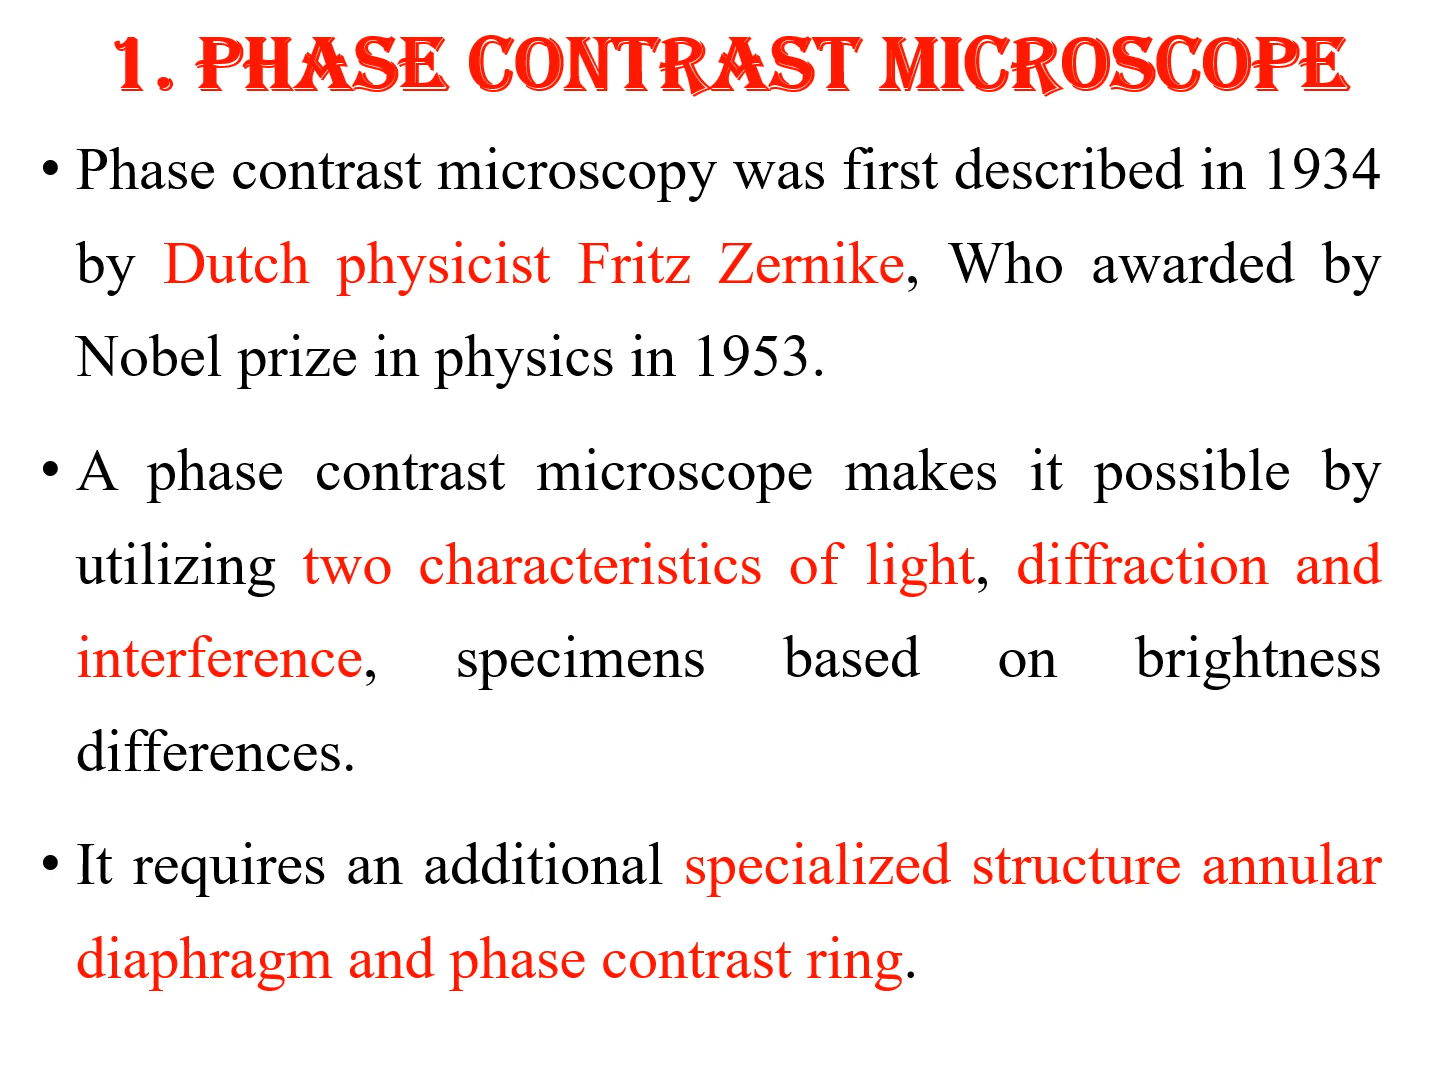 1. PHASE CONTRAST MICROSCOPE
• Phase contrast microscopy was first described in 1934
by Dutch physicist Fritz Zernike, Who awarded by
Nobel prize in physics in 1953.
• A phase contrast microscope makes it possible by
utilizing two characteristics of light, diffraction and
interference, specimens based on brightness
differences.
• It requires an additional specialized structure annular
diaphragm and phase contrast ring.